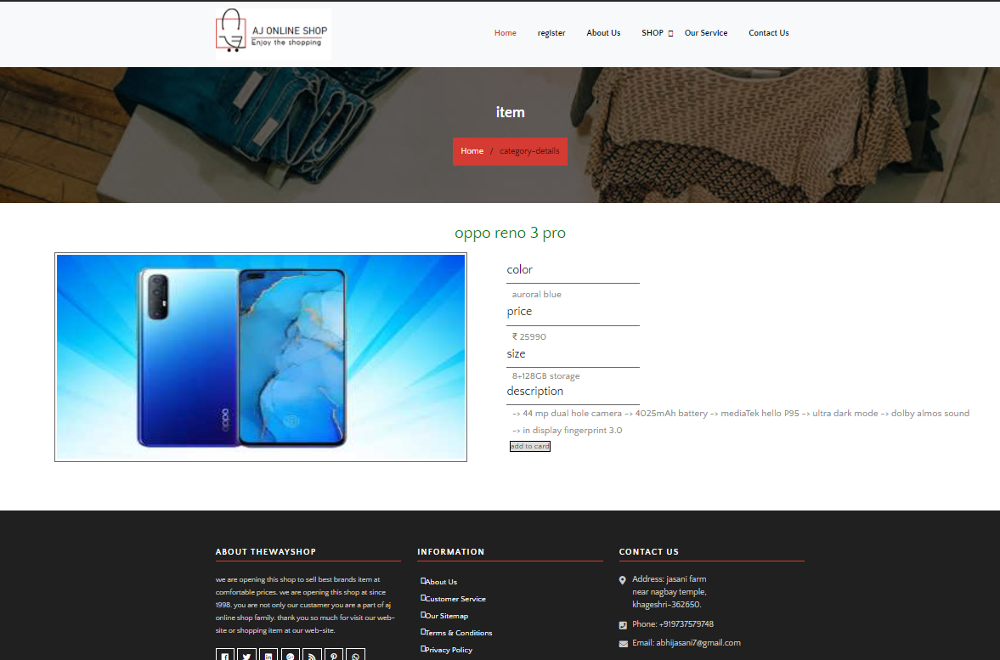 AJ ONLINE SHOP
Enjoy the shopping
Home register About Us SHOP Our Service Contact Us
item
Home / category-details
oppo reno 3 pro
oppo
color
auroral blue
price
₹ 25990
size
8+128GB storage
description
-> 44 mp dual hole camera -> 4025mAh battery -> mediaTek hello P95 -> ultra dark mode -> dolby almos sound
-> in display fingerprint 3.0
add to card
ABOUT THEWAYSHOP
we are opening this shop to sell best brands item at
comfortable prices. we are opening this shop at since
1998. you are not only our custamer you are a part of aj
online shop family. thank you so much for visit our web-
site or shopping item at our web-site.
INFORMATION
About Us
Customer Service
Our Sitemap
Terms & Conditions
Privacy Policy
CONTACT US
Address: jasani farm
near nagbay temple,
khageshri-362650.
Phone: +919737579748
Email: abhijasani7@gmail.com